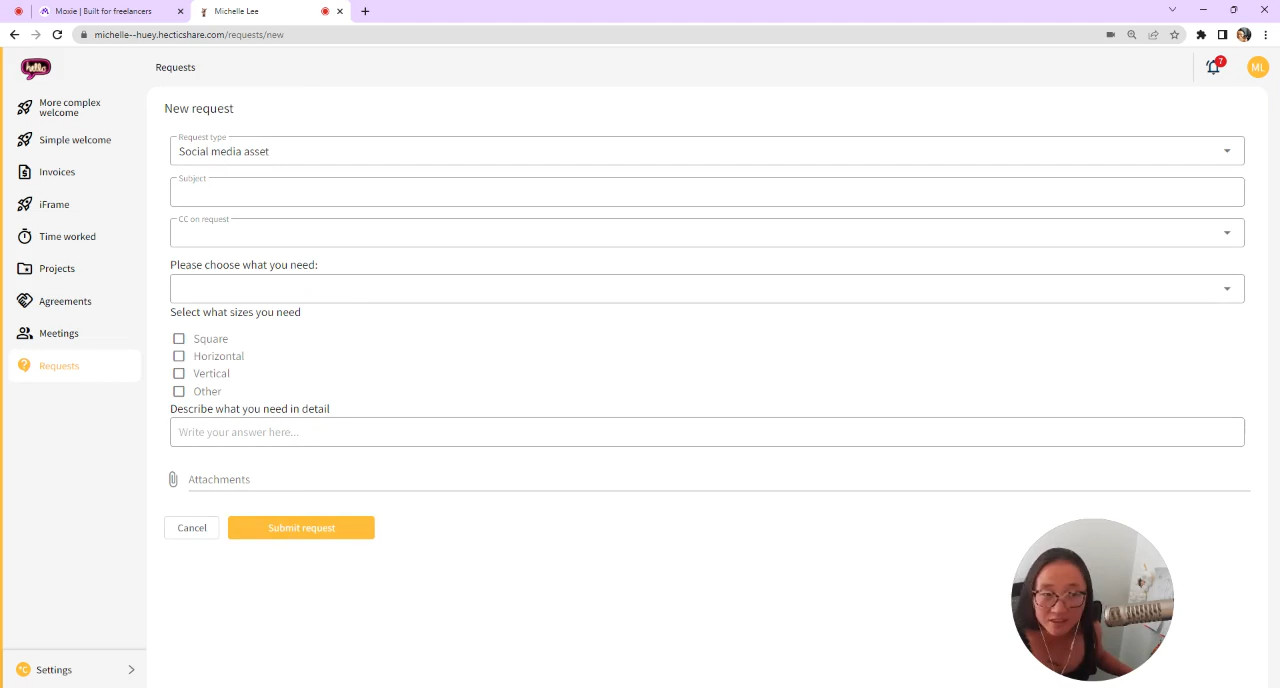 Moxie | Built for freelancers
Michelle Lee
michelle--huey.hecticshare.com/requests/new
hello
Requests
7
ML
More complex
welcome
Simple welcome
Invoices
iFrame
Time worked
Projects
Agreements
Meetings
Requests
Settings
New request
Request type
Social media asset
Subject
CC on request
Please choose what you need:
Select what sizes you need
Square
Horizontal
Vertical
Other
Describe what you need in detail
Write your answer here...
Attachments
Cancel
Submit request